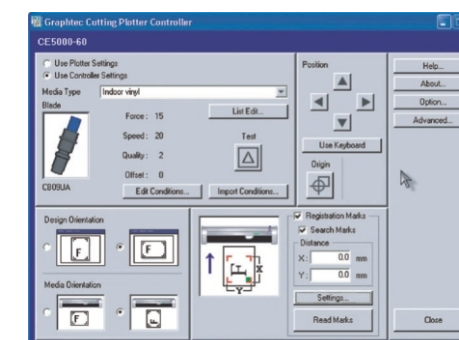 Graphtec Cutting Plotter Controller
CE5000-60
Use Plotter Settings
Use Controller Settings
Media Type Indoor vinyl
Blade
CB09UA
Force: 15
Speed: 20
Quality: 2
Offset: 0
List Edit...
Test
Edit Conditions...
Import Conditions...
Position
Use Keyboard
Origin
Help...
About...
Option...
Advanced...
Design Orientation
F
F
Media Orientation
F
F
X
Y
Registration Marks
Search Marks
Distance
X: 0.0 mm
Y: 0.0 mm
Settings...
Read Marks
Close